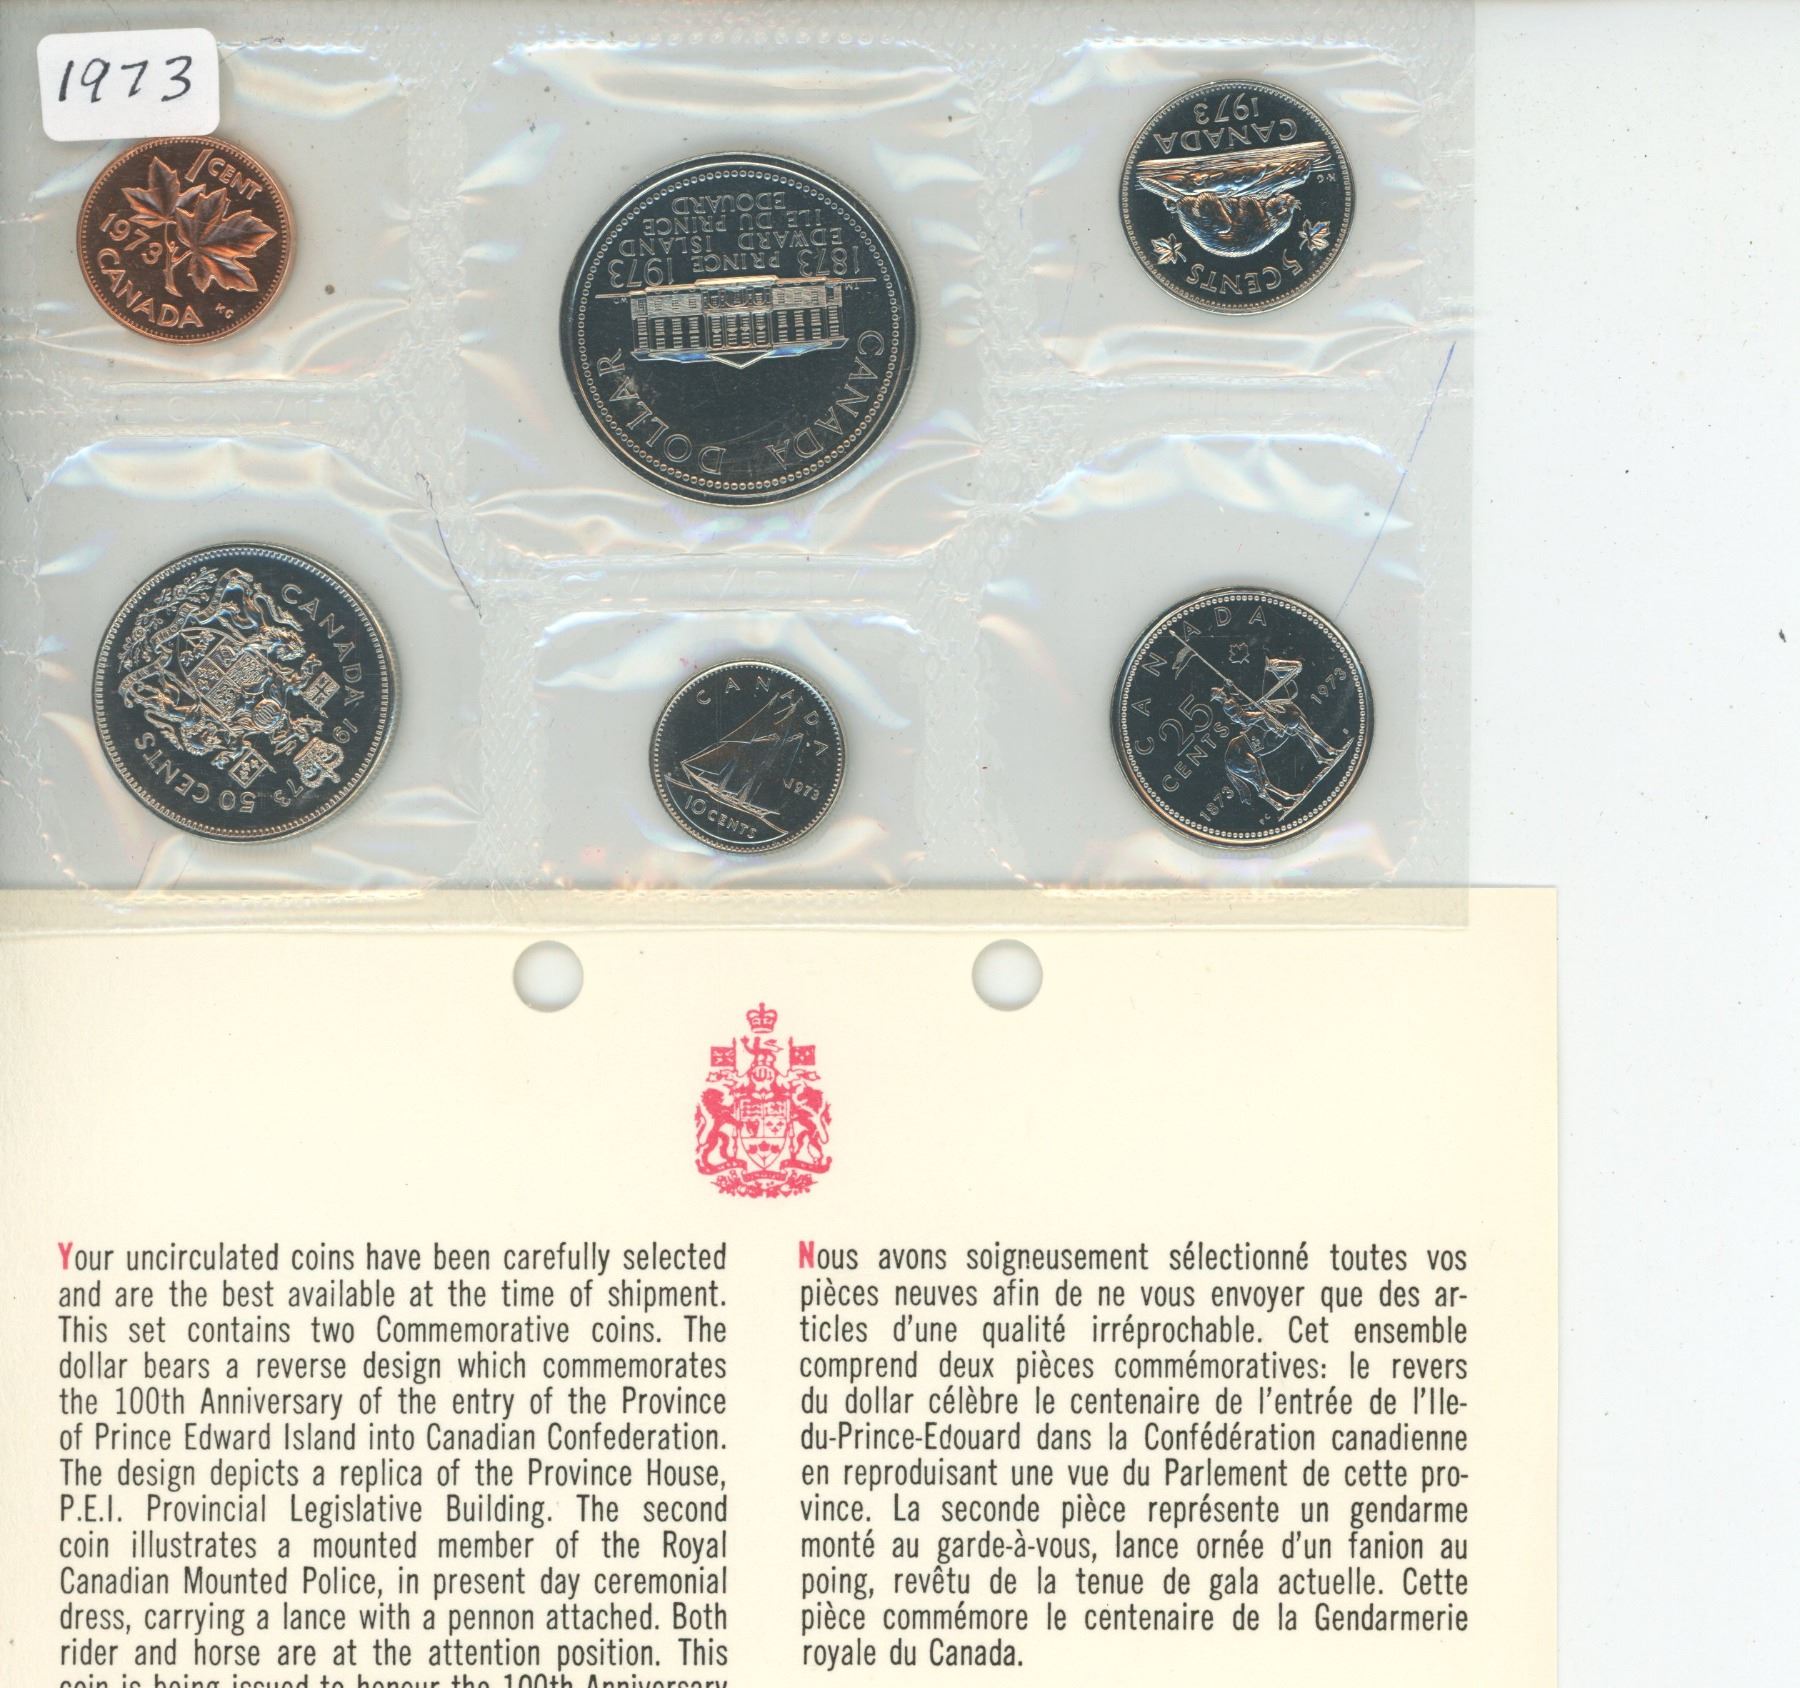 1973
1 CENT
1973
CANADA
KG
CANADA DOLLAR
1873 PRINCE 1973
EDWARD ISLAND
ILE DU PRINCE
EDOUARD
CANADA
1973
K·G
5 CENTS
CANADA 1973
50 CENTS
CANADA
1973
10 CENTS
CANADA
25
CENTS
1873 1973
PC
Your uncirculated coins have been carefully selected
and are the best available at the time of shipment.
This set contains two Commemorative coins. The
dollar bears a reverse design which commemorates
the 100th Anniversary of the entry of the Province
of Prince Edward Island into Canadian Confederation.
The design depicts a replica of the Province House,
P.E.I. Provincial Legislative Building. The second
coin illustrates a mounted member of the Royal
Canadian Mounted Police, in present day ceremonial
dress, carrying a lance with a pennon attached. Both
rider and horse are at the attention position. This
coin is being issued to honour the 100th Anniversary
Nous avons soigneusement sélectionné toutes vos
pièces neuves afin de ne vous envoyer que des ar-
ticles d'une qualité irréprochable. Cet ensemble
comprend deux pièces commémoratives: le revers
du dollar célèbre le centenaire de l'entrée de l'Ile-
du-Prince-Edouard dans la Confédération canadienne
en reproduisant une vue du Parlement de cette pro-
vince. La seconde pièce représente un gendarme
monté au garde-à-vous, lance ornée d'un fanion au
poing, revêtu de la tenue de gala actuelle. Cette
pièce commémore le centenaire de la Gendarmerie
royale du Canada.